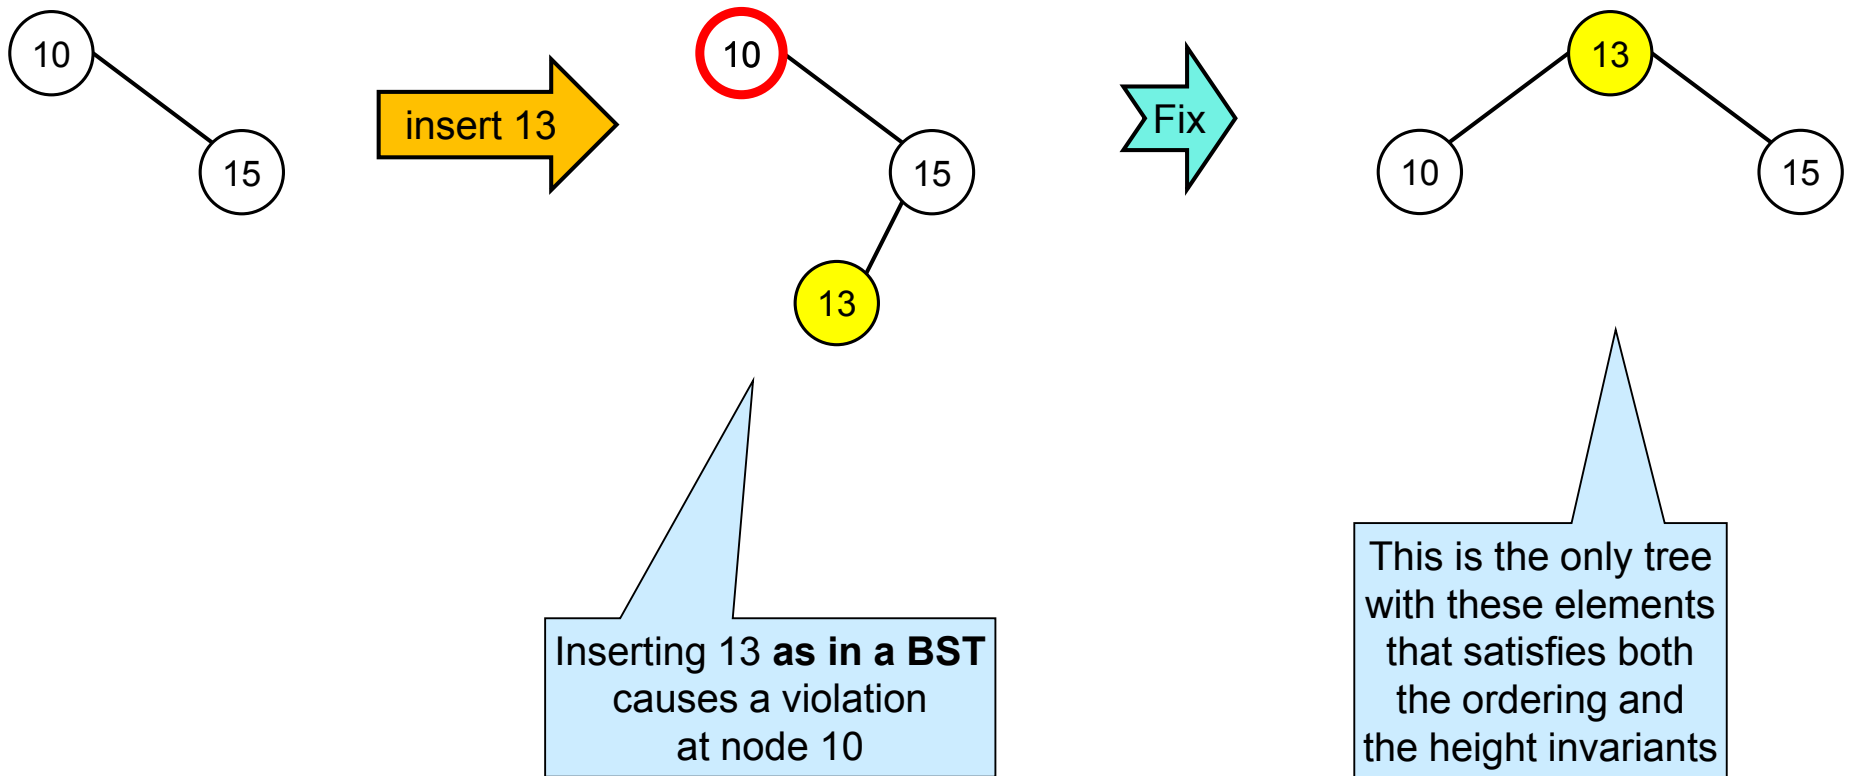 10
15
insert 13
10
15
13
Inserting 13 as in a BST
causes a violation
at node 10
Fix
13
10
15
This is the only tree
with these elements
that satisfies both
the ordering and
the height invariants